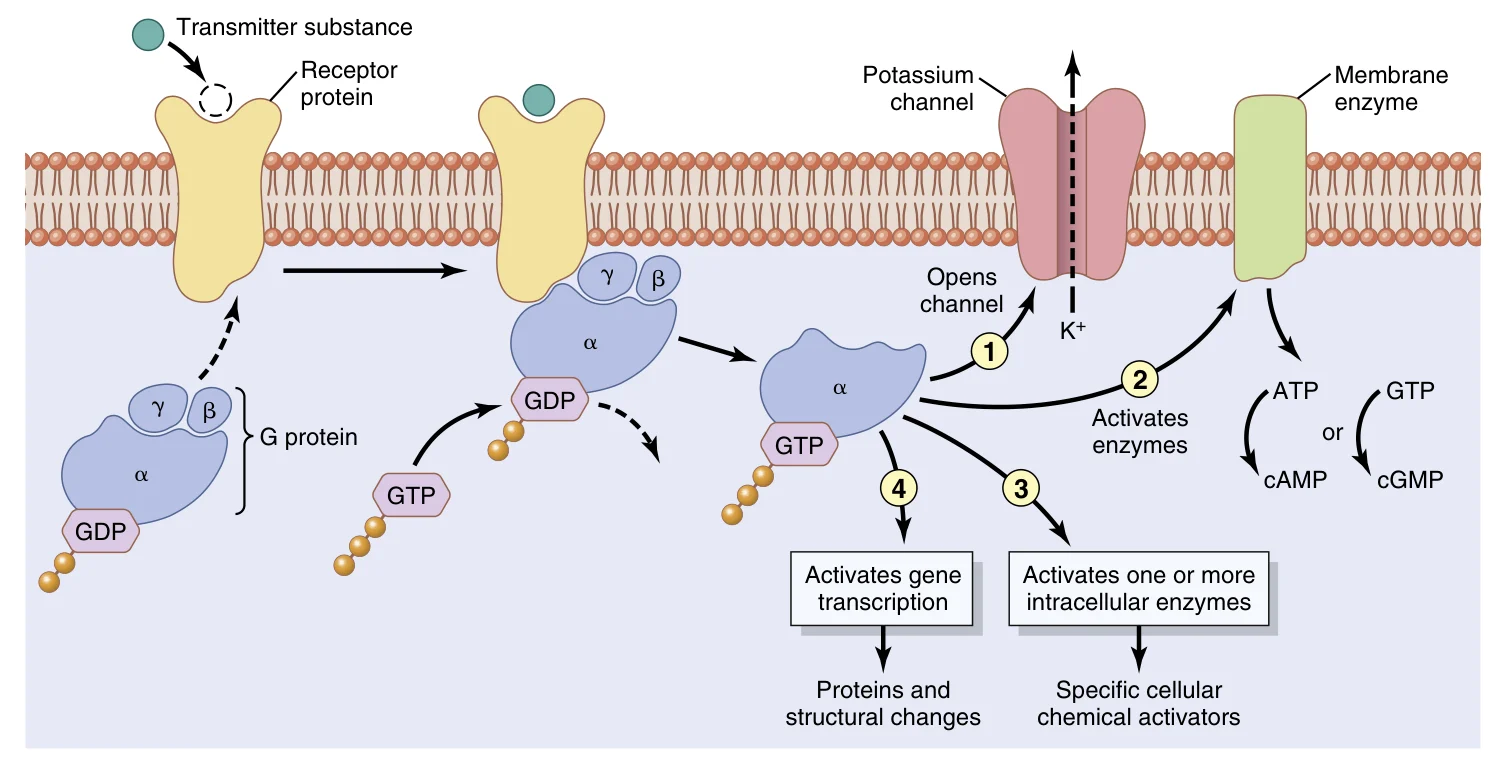 Transmitter substance
Receptor
protein
Potassium
channel
Membrane
enzyme
Opens
channel
K+
γ
β
α
GDP
G protein
γ
β
α
GDP
GTP
α
GTP
1
2
Activates
enzymes
ATP
or
GTP
cAMP
cGMP
4
3
Activates gene
transcription
Activates one or more
intracellular enzymes
Proteins and
structural changes
Specific cellular
chemical activators